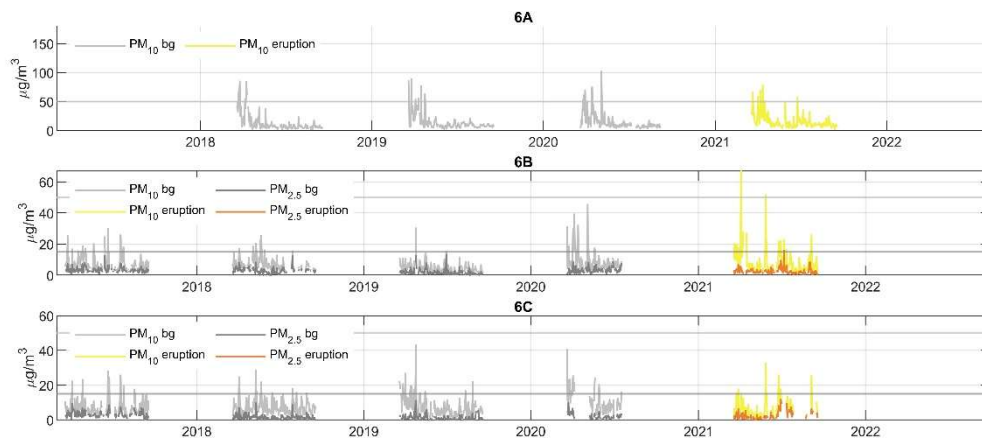 6A
PM10 bg PM10 eruption
150
100
50
0
µg/m3
2018 2019 2020 2021 2022
6B
PM10 bg PM2.5 bg
PM10 eruption PM2.5 eruption
60
40
20
0
µg/m3
2018 2019 2020 2021 2022
6C
PM10 bg PM2.5 bg
PM10 eruption PM2.5 eruption
60
40
20
0
µg/m3
2018 2019 2020 2021 2022